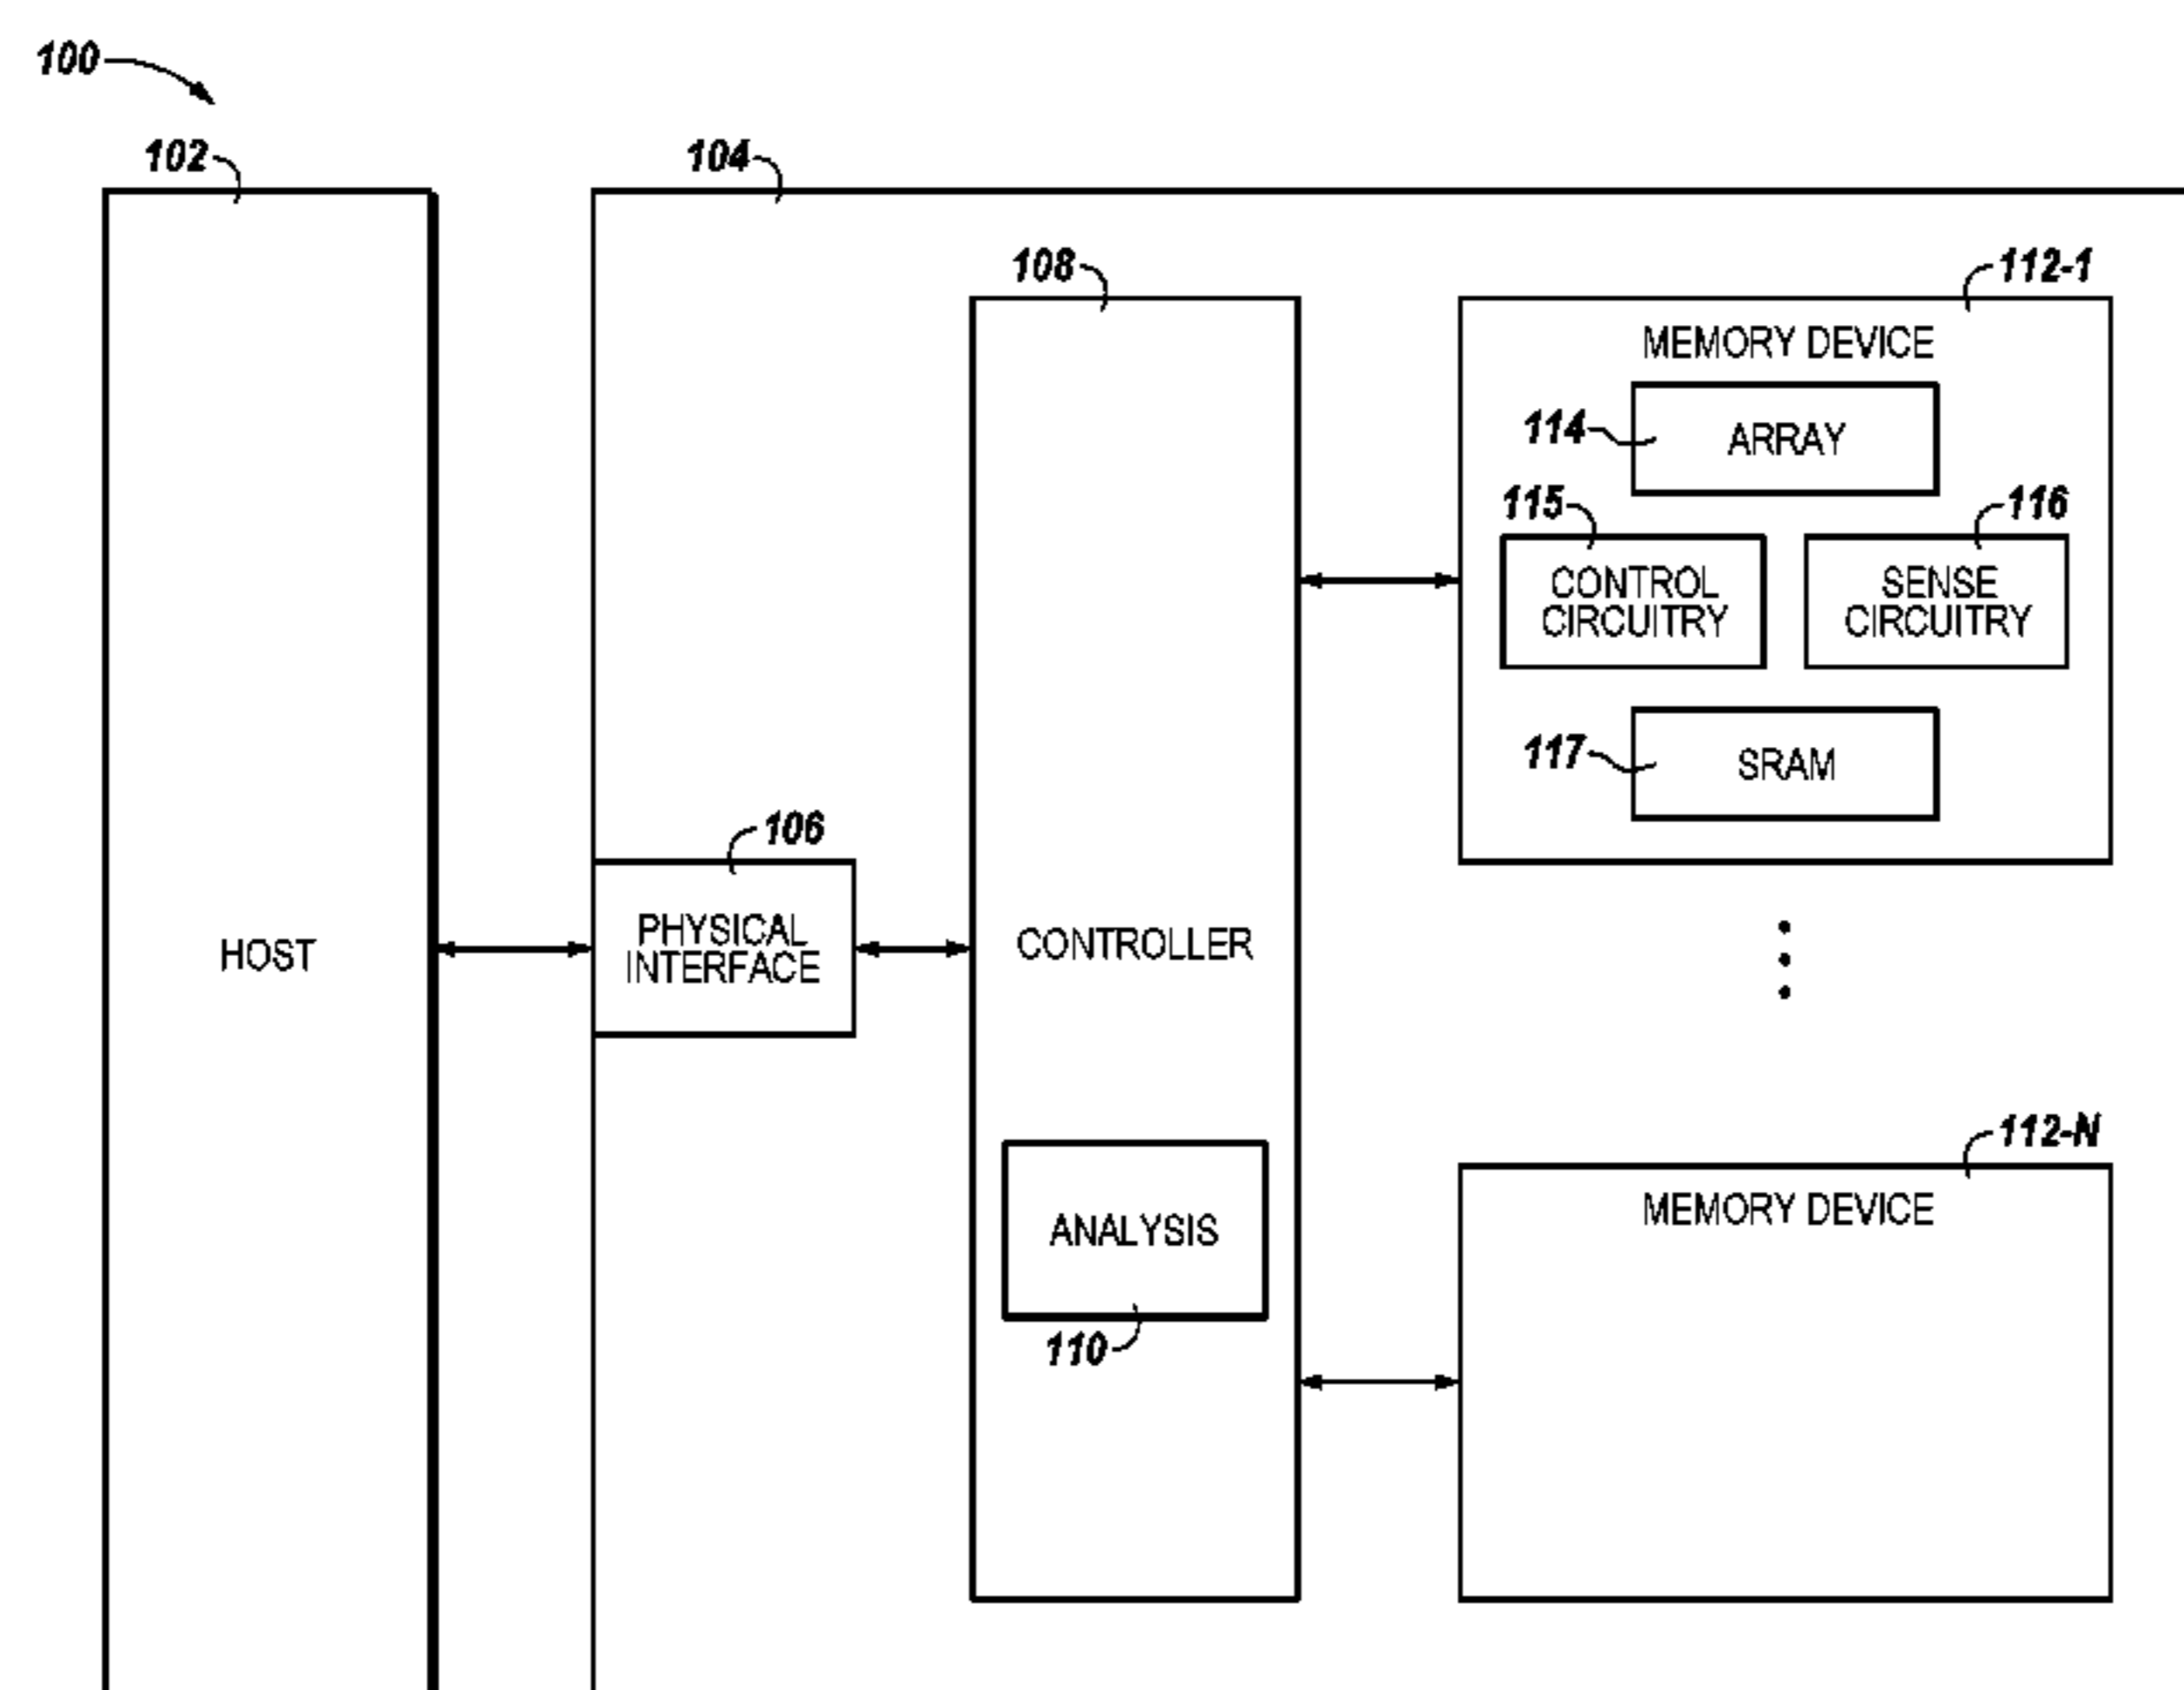 100
102
104
108
112-1
MEMORY DEVICE
114
ARRAY
115
116
CONTROL
CIRCUITRY
SENSE
CIRCUITRY
117
SRAM
106
PHYSICAL
INTERFACE
HOST
CONTROLLER
112-N
MEMORY DEVICE
ANALYSIS
110